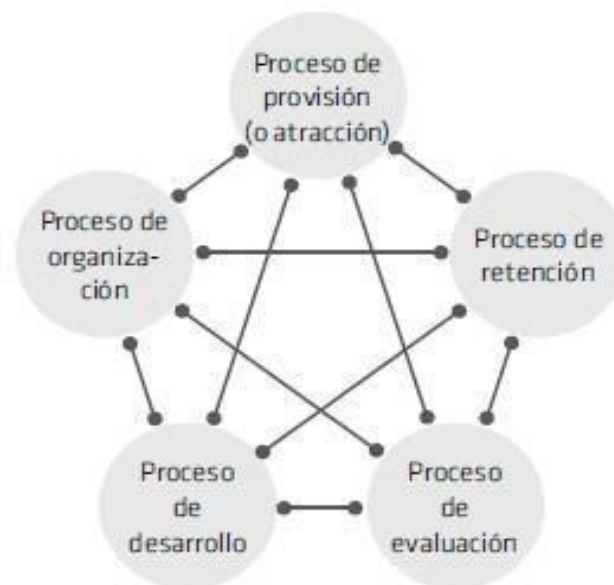 Proceso de
provisión
(o atracción)
Proceso de
organiza-
ción
Proceso de
retención
Proceso
de
desarrollo
Proceso
de
evaluación